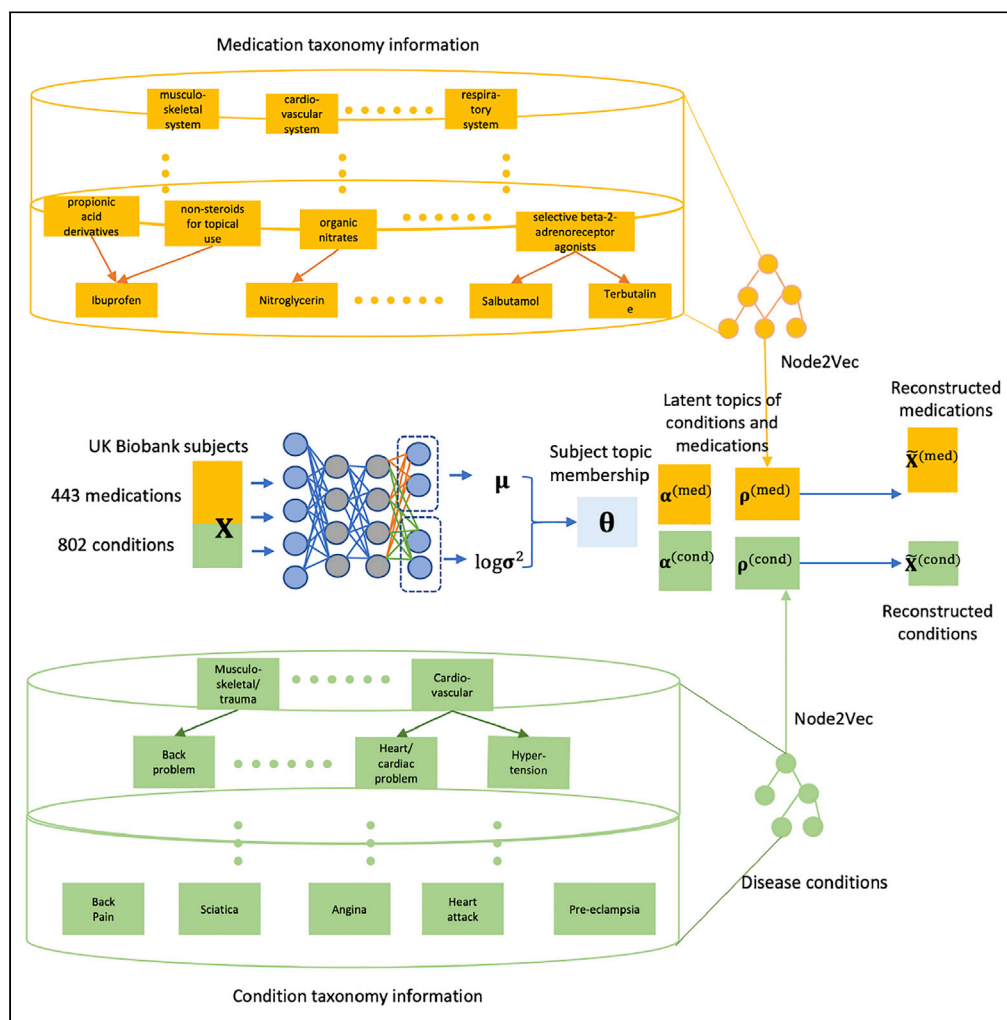 Medication taxonomy information
musculo-
skeletal
system
cardio-
vascular
system
respira-
tory
system
propionic
acid
derivatives
non-steroids
for topical
use
organic
nitrates
selective beta-2-
adrenoreceptor
agonists
Ibuprofen
Nitroglycerin
Salbutamol
Terbutalin
e
Node2Vec
UK Biobank subjects
443 medications
802 conditions
X
μ
logσ²
Subject topic
membership
θ
Latent topics of
conditions and
medications
α(med)
ρ(med)
α(cond)
ρ(cond)
Reconstructed
medications
x̃(med)
x̃(cond)
Reconstructed
conditions
Musculo-
skeletal/
trauma
Cardio-
vascular
Back
problem
Heart/
cardiac
problem
Hyper-
tension
Node2Vec
Back
Pain
Sciatica
Angina
Heart
attack
Pre-eclampsia
Disease conditions
Condition taxonomy information